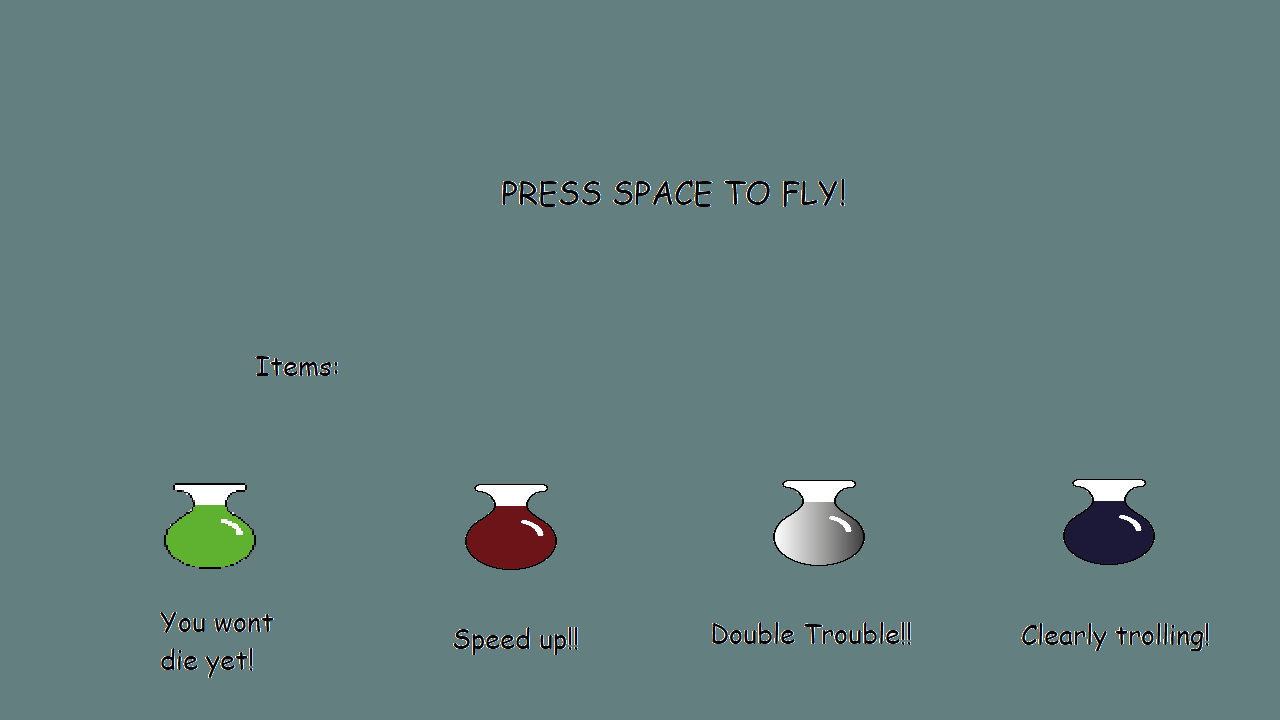 PRESS SPACE TO FLY!
Items:
You wont
die yet!
Speed up!!
Double Trouble!!
Clearly trolling!